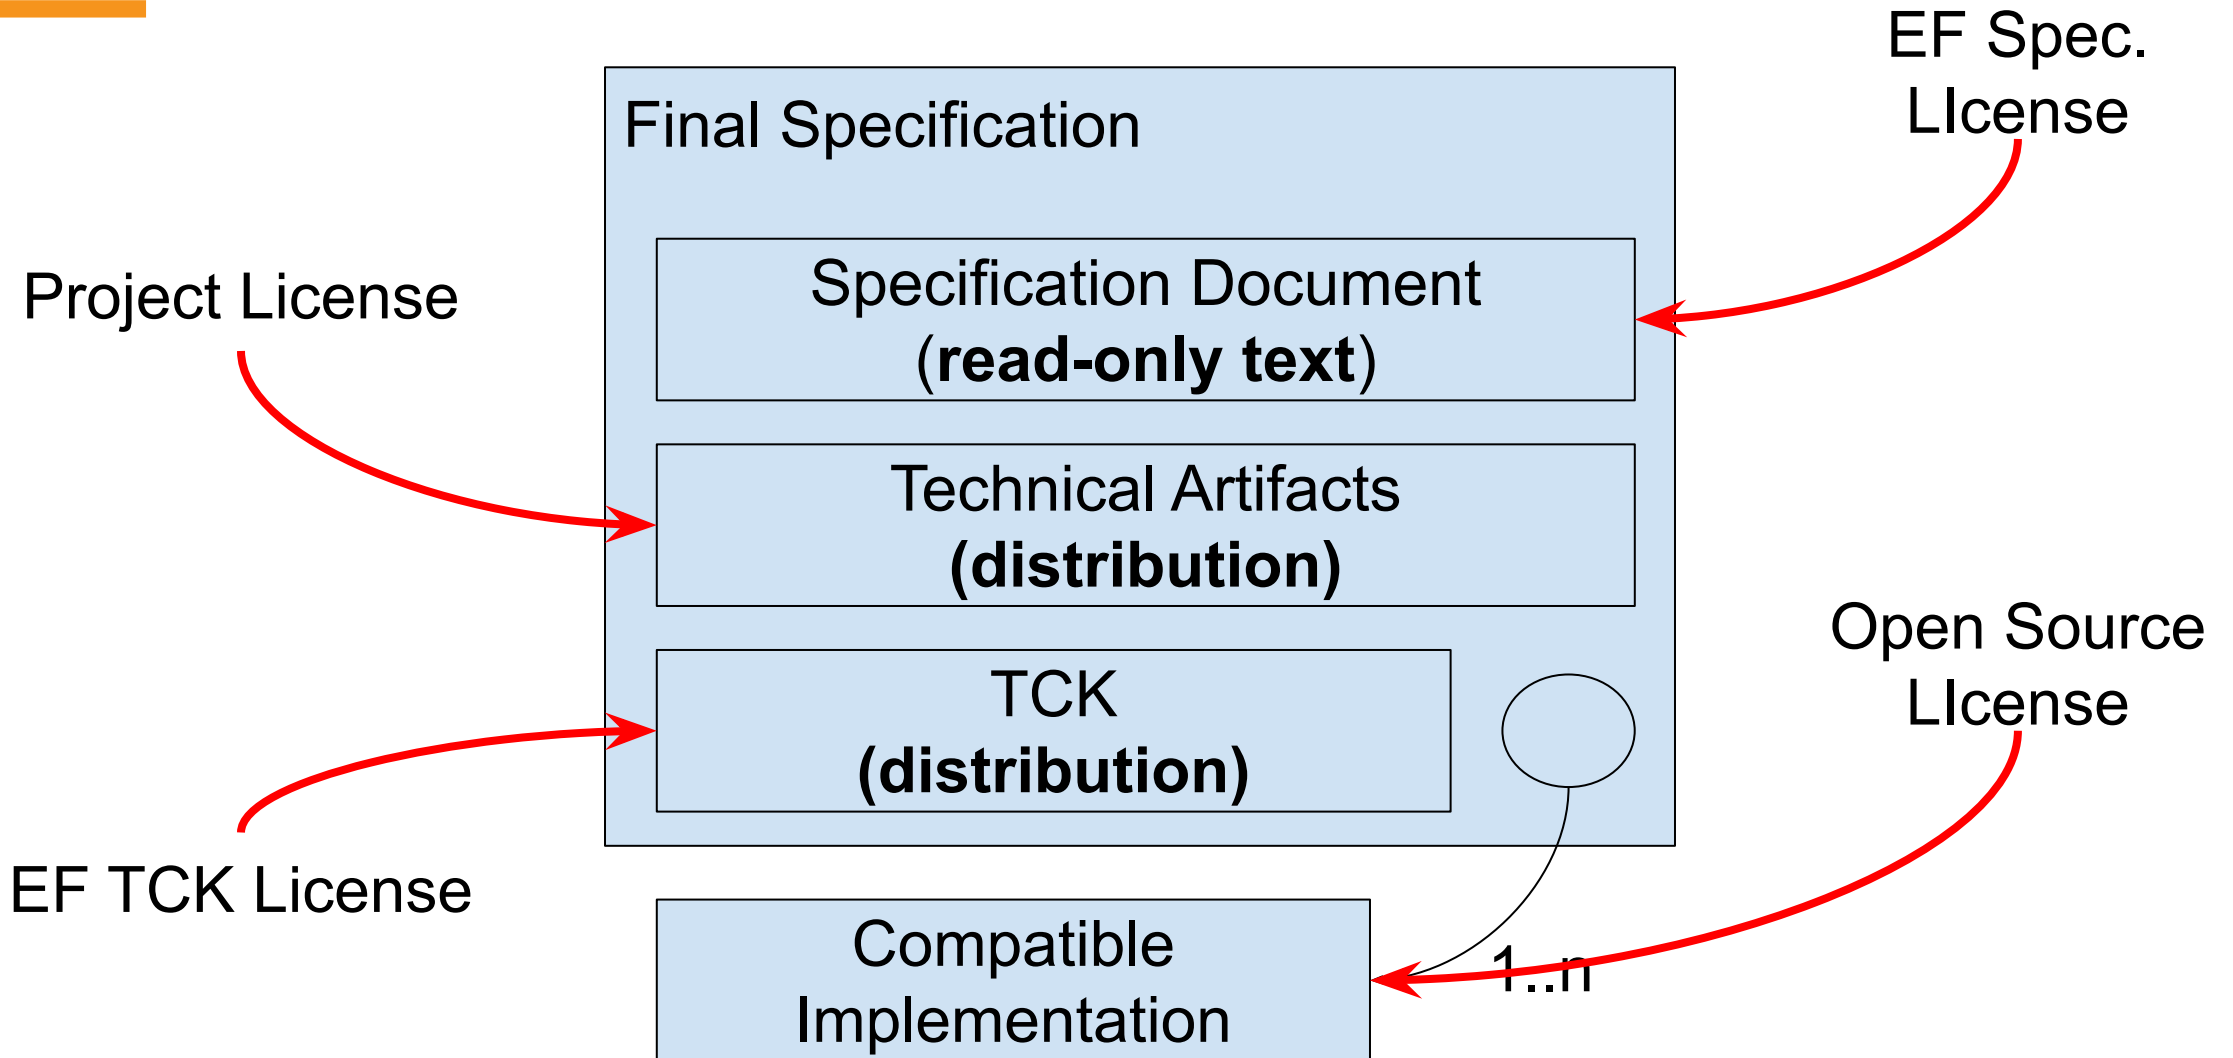 EF Spec.
LIcense
Final Specification
Specification Document
(read-only text)
Project License
Technical Artifacts
(distribution)
Open Source
LIcense
TCK
(distribution)
EF TCK License
Compatible
Implementation
1..n